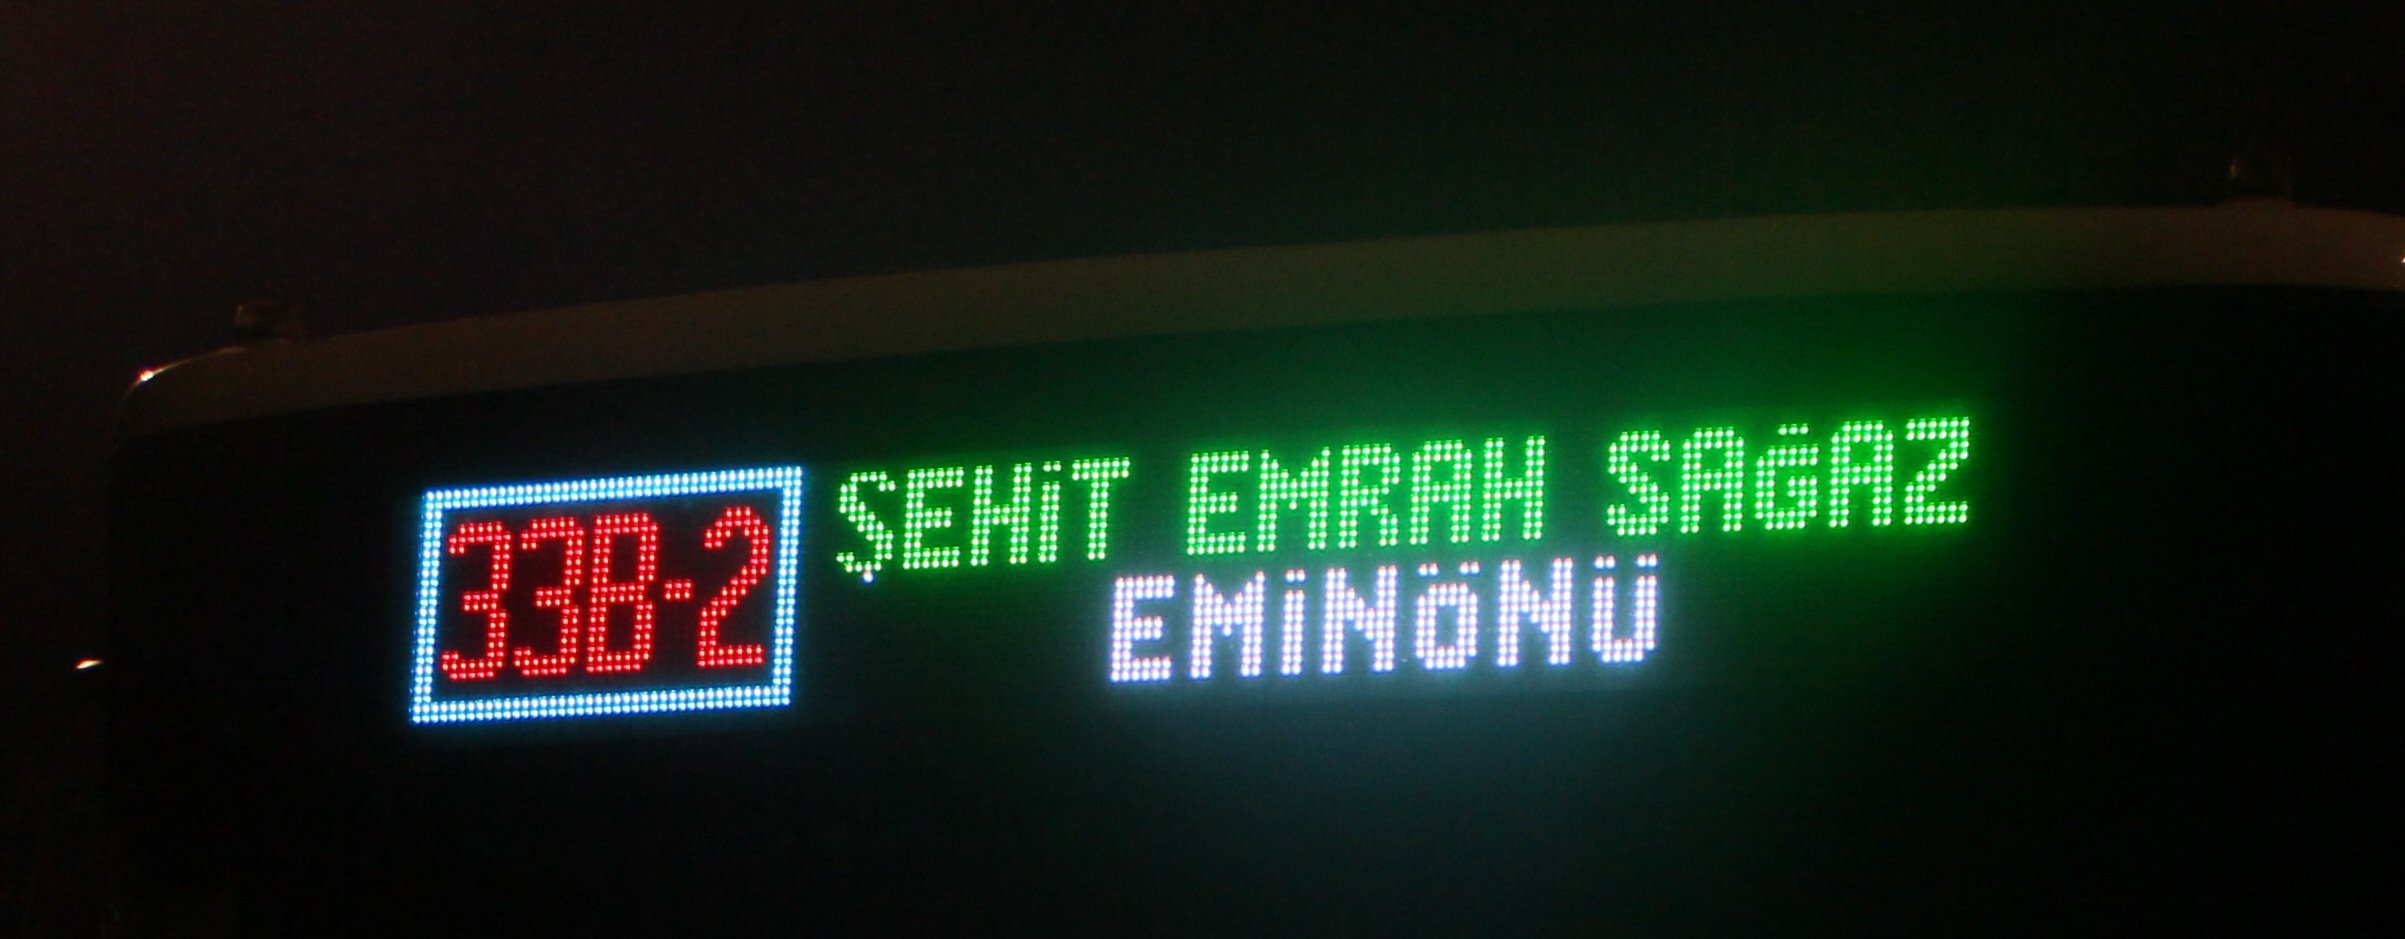 33B-2
ŞEHİT EMRAH SAĞAZ
EMİNÖNÜ